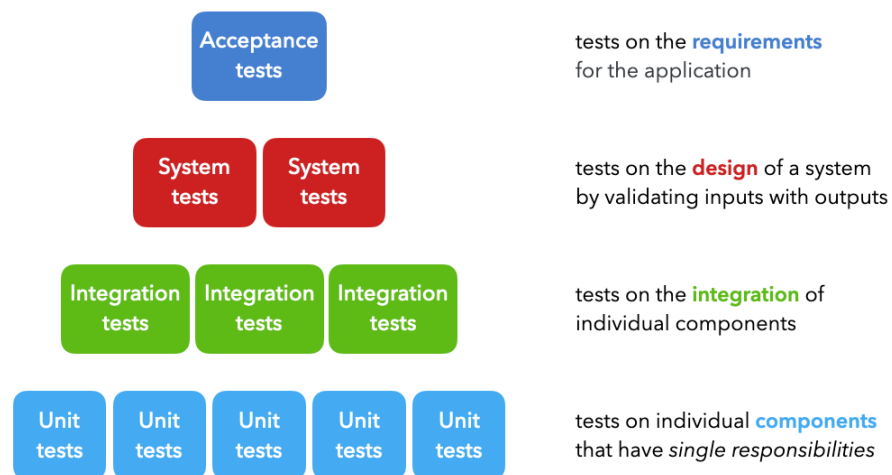 Acceptance
tests
tests on the requirements
for the application
System
tests
System
tests
tests on the design of a system
by validating inputs with outputs
Integration
tests
Integration
tests
Integration
tests
tests on the integration of
individual components
Unit
tests
Unit
tests
Unit
tests
Unit
tests
Unit
tests
tests on individual components
that have single responsibilities